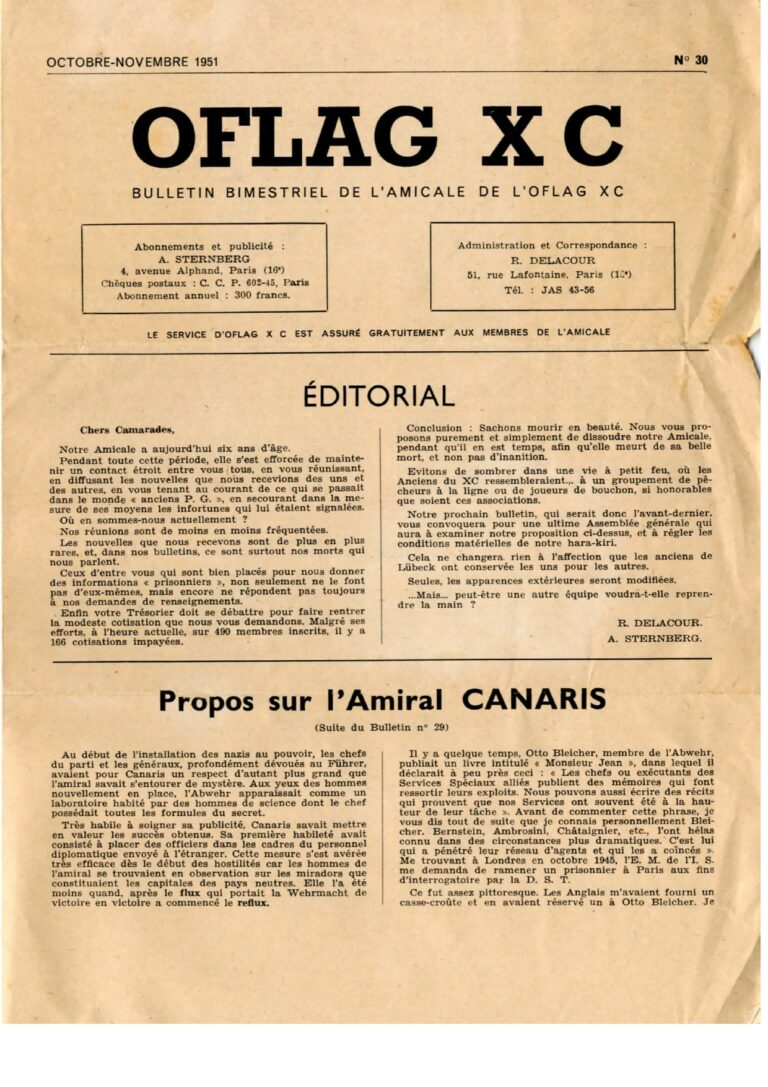 OCTOBRE-NOVEMBRE 1951
N° 30
OFLAG X C
BULLETIN BIMESTRIEL DE L'AMICALE DE L'OFLAG XC
Abonnements et publicité :
A. STERNBERG
4, avenue Alphand, Paris (16e)
Chèques postaux : C. C. P. 602-45, Paris
Abonnement annuel : 300 francs.
Administration et Correspondance :
R. DELACOUR
51, rue Lafontaine, Paris
Tél. : JAS 43-56
LE SERVICE D'OFLAG X C EST ASSURÉ GRATUITEMENT AUX MEMBRES DE L'AMICALE
ÉDITORIAL
Chers Camarades,
Notre Amicale a aujourd'hui six ans d'âge.
Pendant toute cette période, elle s'est efforcée de mainte-
nir un contact étroit entre vous tous, en vous réunissant,
en diffusant les nouvelles que nous recevions des uns et
des autres, en vous tenant au courant de ce qui se passait
dans le monde « anciens P. G. », en secourant dans la me-
sure de ses moyens les infortunes qui lui étaient signalées.
Où en sommes-nous actuellement ?
Nos réunions sont de moins en moins fréquentées.
Les nouvelles que nous recevons sont de plus en plus
rares, et, dans nos bulletins, ce sont surtout nos morts qui
nous parlent.
Ceux d'entre vous qui sont bien placés pour nous donner
des informations « prisonniers », non seulement ne le font
pas d'eux-mêmes, mais encore ne répondent pas toujours
à nos demandes de renseignements.
Enfin votre Trésorier doit se débattre pour faire rentrer
la modeste cotisation que nous vous demandons. Malgré ses
efforts, à l'heure actuelle, sur 490 membres inscrits, il y a
166 cotisations impayées.
Conclusion : Sachons mourir en beauté. Nous vous pro-
posons purement et simplement de dissoudre notre Amicale,
pendant qu'il en est temps, afin qu'elle meurt de sa belle
mort, et non pas d'inanition.
Evitons de sombrer dans une vie à petit feu, où les
Anciens du XC ressembleraient... à un groupement de pê-
cheurs à la ligne ou de joueurs de bouchon, si honorables
que soient ces associations.
Notre prochain bulletin, qui serait donc l'avant-dernier,
vous convoquera pour une ultime Assemblée générale qui
aura à examiner notre proposition ci-dessus, et à régler les
conditions matérielles de notre hara-kiri.
Cela ne changera rien à l'affection que les anciens de
Lübeck ont conservée les uns pour les autres.
Seules, les apparences extérieures seront modifiées.
...Mais... peut-être une autre équipe voudra-t-elle repren-
dre la main ?
R. DELACOUR.
A. STERNBERG.
Propos sur l'Amiral CANARIS
(Suite du Bulletin n° 29)
Au début de l'installation des nazis au pouvoir, les chefs
du parti et les généraux, profondément dévoués au Führer,
avaient pour Canaris un respect d'autant plus grand que
l'amiral savait s'entourer de mystère. Aux yeux des hommes
nouvellement en place, l'Abwehr apparaissait comme un
laboratoire habité par des hommes de science dont le chef
possédait toutes les formules du secret.
Très habile à soigner sa publicité, Canaris savait mettre
en valeur les succès obtenus. Sa première habileté avait
consisté à placer des officiers dans les cadres du personnel
diplomatique envoyé à l'étranger. Cette mesure s'est avérée
très efficace dès le début des hostilités car les hommes de
l'amiral se trouvaient en observation sur les miradors que
constituaient les capitales des pays neutres. Elle l'a été
moins quand, après le flux qui portait la Wehrmacht de
victoire en victoire a commencé le reflux.
Il y a quelque temps, Otto Bleicher, membre de l'Abwehr,
publiait un livre intitulé « Monsieur Jean », dans lequel il
déclarait à peu près ceci : « Les chefs ou exécutants des
Services Spéciaux alliés publient des mémoires qui font
ressortir leurs exploits. Nous pouvons aussi écrire des récits
qui prouvent que nos Services ont souvent été à la hau-
teur de leur tâche ». Avant de commenter cette phrase, je
vous dis tout de suite que je connais personnellement Blei-
cher. Bernstein, Ambrosini, Châtaignier, etc., l'ont hélas
connu dans des circonstances plus dramatiques. C'est lui
qui a pénétré leur réseau d'agents et qui les a coïncés ».
Me trouvant à Londres en octobre 1945, l'E. M. de l'I. S.
me demanda de ramener un prisonnier à Paris aux fins
d'interrogatoire par la D. S. T.
Ce fut assez pittoresque. Les Anglais m'avaient fourni un
casse-croûte et en avaient réservé un à Otto Bleicher. Je